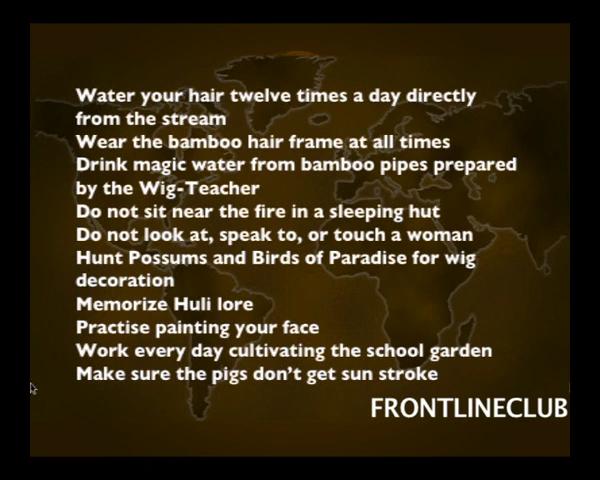 Water your hair twelve times a day directly
from the stream
Wear the bamboo hair frame at all times
Drink magic water from bamboo pipes prepared
by the Wig-Teacher
Do not sit near the fire in a sleeping hut
Do not look at, speak to, or touch a woman
Hunt Possums and Birds of Paradise for wig
decoration
Memorize Huli lore
Practise painting your face
Work every day cultivating the school garden
Make sure the pigs don't get sun stroke
FRONTLINECLUB